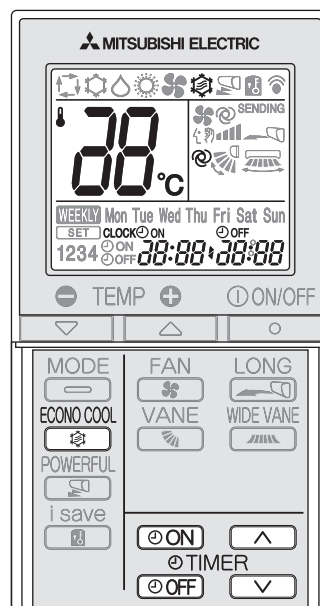 MITSUBISHI ELECTRIC
SENDING
88°C
WEEKLY Mon Tue Wed Thu Fri Sat Sun
SET CLOCK ON OFF
1234 ON OFF 88:88 88:88
TEMP ON/OFF
MODE FAN LONG
ECONO COOL VANE WIDE VANE
POWERFUL
i save
ON
TIMER
OFF